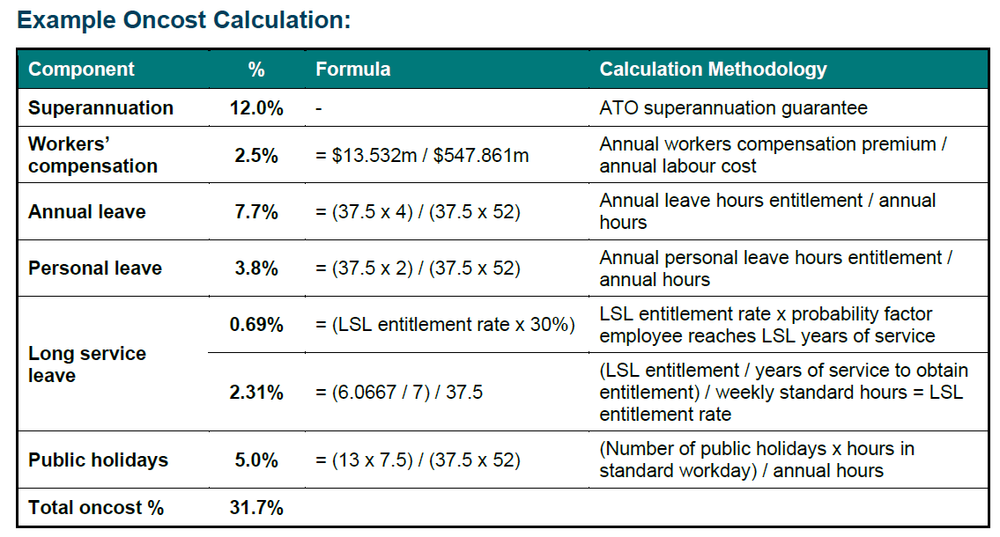 Example Oncost Calculation:
Component % Formula Calculation Methodology
Superannuation 12.0% - ATO superannuation guarantee
Workers’
compensation
2.5% = $13.532m / $547.861m
Annual workers compensation premium /
annual labour cost
Annual leave 7.7% = (37.5 x 4) / (37.5 x 52)
Annual leave hours entitlement / annual
hours
Personal leave 3.8% = (37.5 x 2) / (37.5 x 52)
Annual personal leave hours entitlement /
annual hours
Long service
leave
0.69% = (LSL entitlement rate x 30%)
LSL entitlement rate x probability factor
employee reaches LSL years of service
2.31% = (6.0667 / 7) / 37.5
(LSL entitlement / years of service to obtain
entitlement) / weekly standard hours = LSL
entitlement rate
Public holidays 5.0% = (13 x 7.5) / (37.5 x 52)
(Number of public holidays x hours in
standard workday) / annual hours
Total oncost % 31.7%